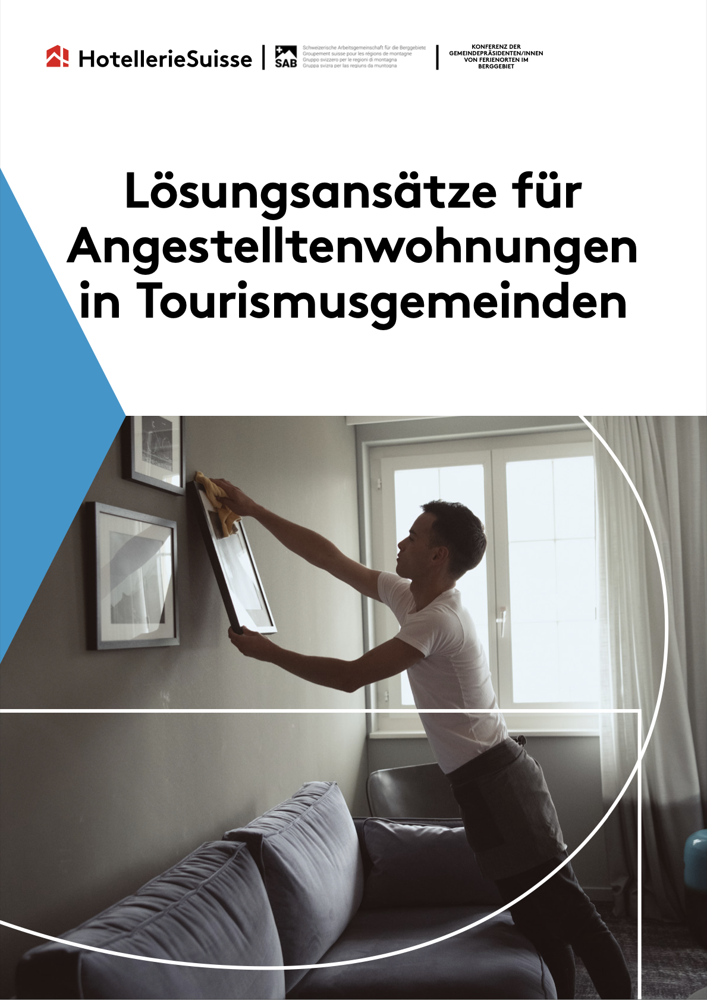 HotellerieSuisse
SAB
Schweizerische Arbeitsgemeinschaft für die Berggebiete
Groupement suisse pour les régions de montagne
Gruppo svizzero per le regioni di montagna
Gruppa svizra per las regiuns da muntogna
KONFERENZ DER
GEMEINDEPRÄSIDENTEN/INNEN
VON FERIENORTEN IM
BERGGEBIET
Lösungsansätze für
Angestelltenwohnungen
in Tourismusgemeinden